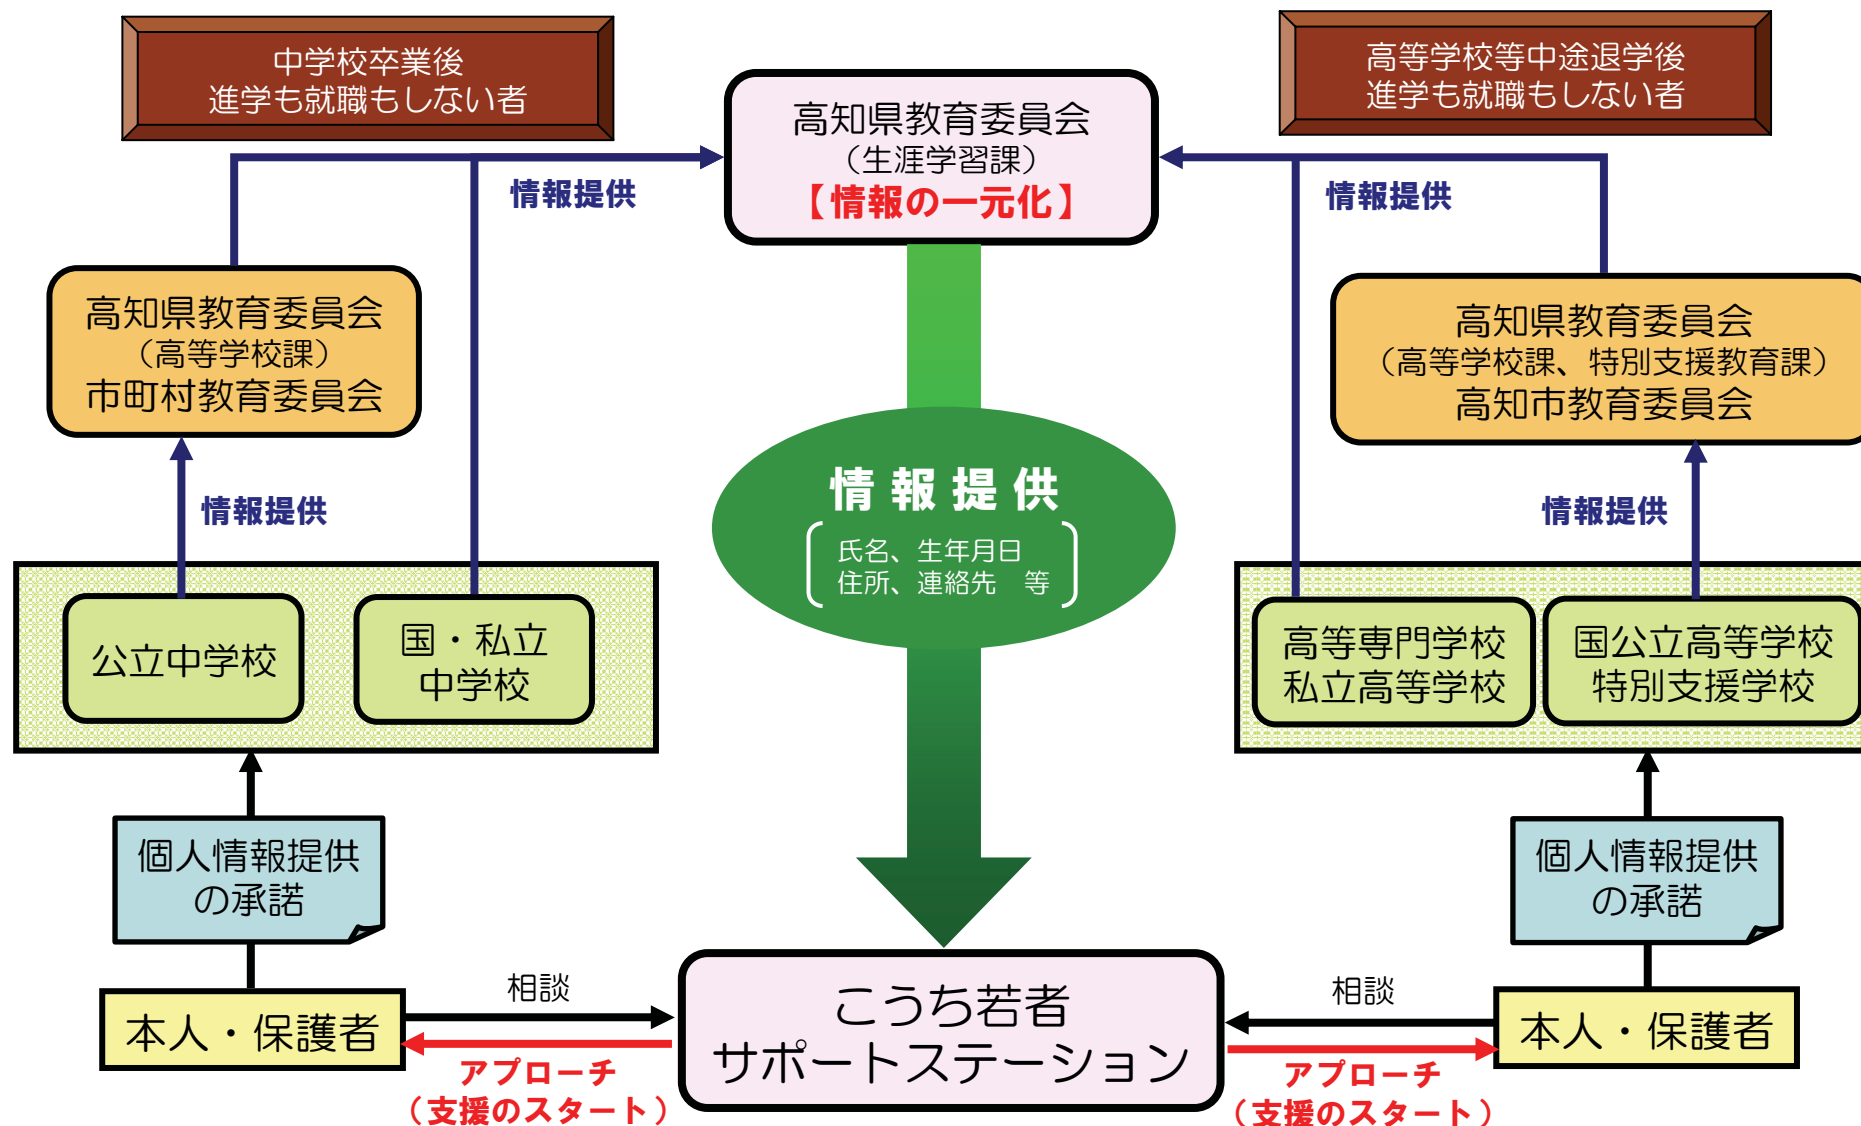 中学校卒業後
進学も就職もしない者
高等学校等中途退学後
進学も就職もしない者
高知県教育委員会
（生涯学習課）
【情報の一元化】
情報提供
情報提供
高知県教育委員会
（高等学校課）
市町村教育委員会
高知県教育委員会
（高等学校課、特別支援教育課）
高知市教育委員会
情報提供
情報提供
氏名、生年月日
住所、連絡先　等
情報提供
公立中学校
国・私立
中学校
高等専門学校
私立高等学校
国公立高等学校
特別支援学校
個人情報提供
の承諾
個人情報提供
の承諾
本人・保護者
相談
アプローチ
（支援のスタート）
こうち若者
サポートステーション
相談
アプローチ
（支援のスタート）
本人・保護者